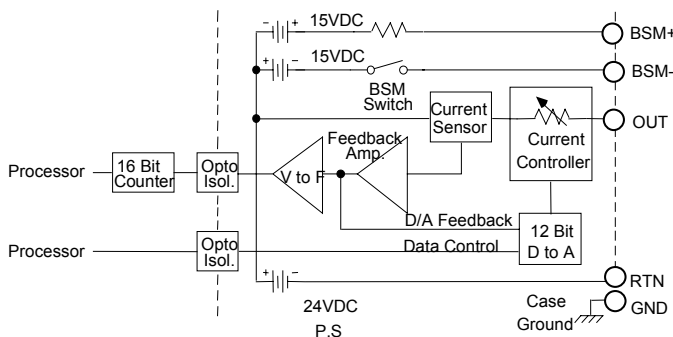 - + 15VDC
BSM+
+ - 15VDC
BSM-
BSM
Switch
Current
Sensor
OUT
Current
Controller
Feedback
Amp.
Processor
16 Bit
Counter
Opto
Isol.
V to F
D/A Feedback
12 Bit
D to A
Processor
Opto
Isol.
Data Control
+ -
RTN
24VDC
P.S
Case
Ground
GND